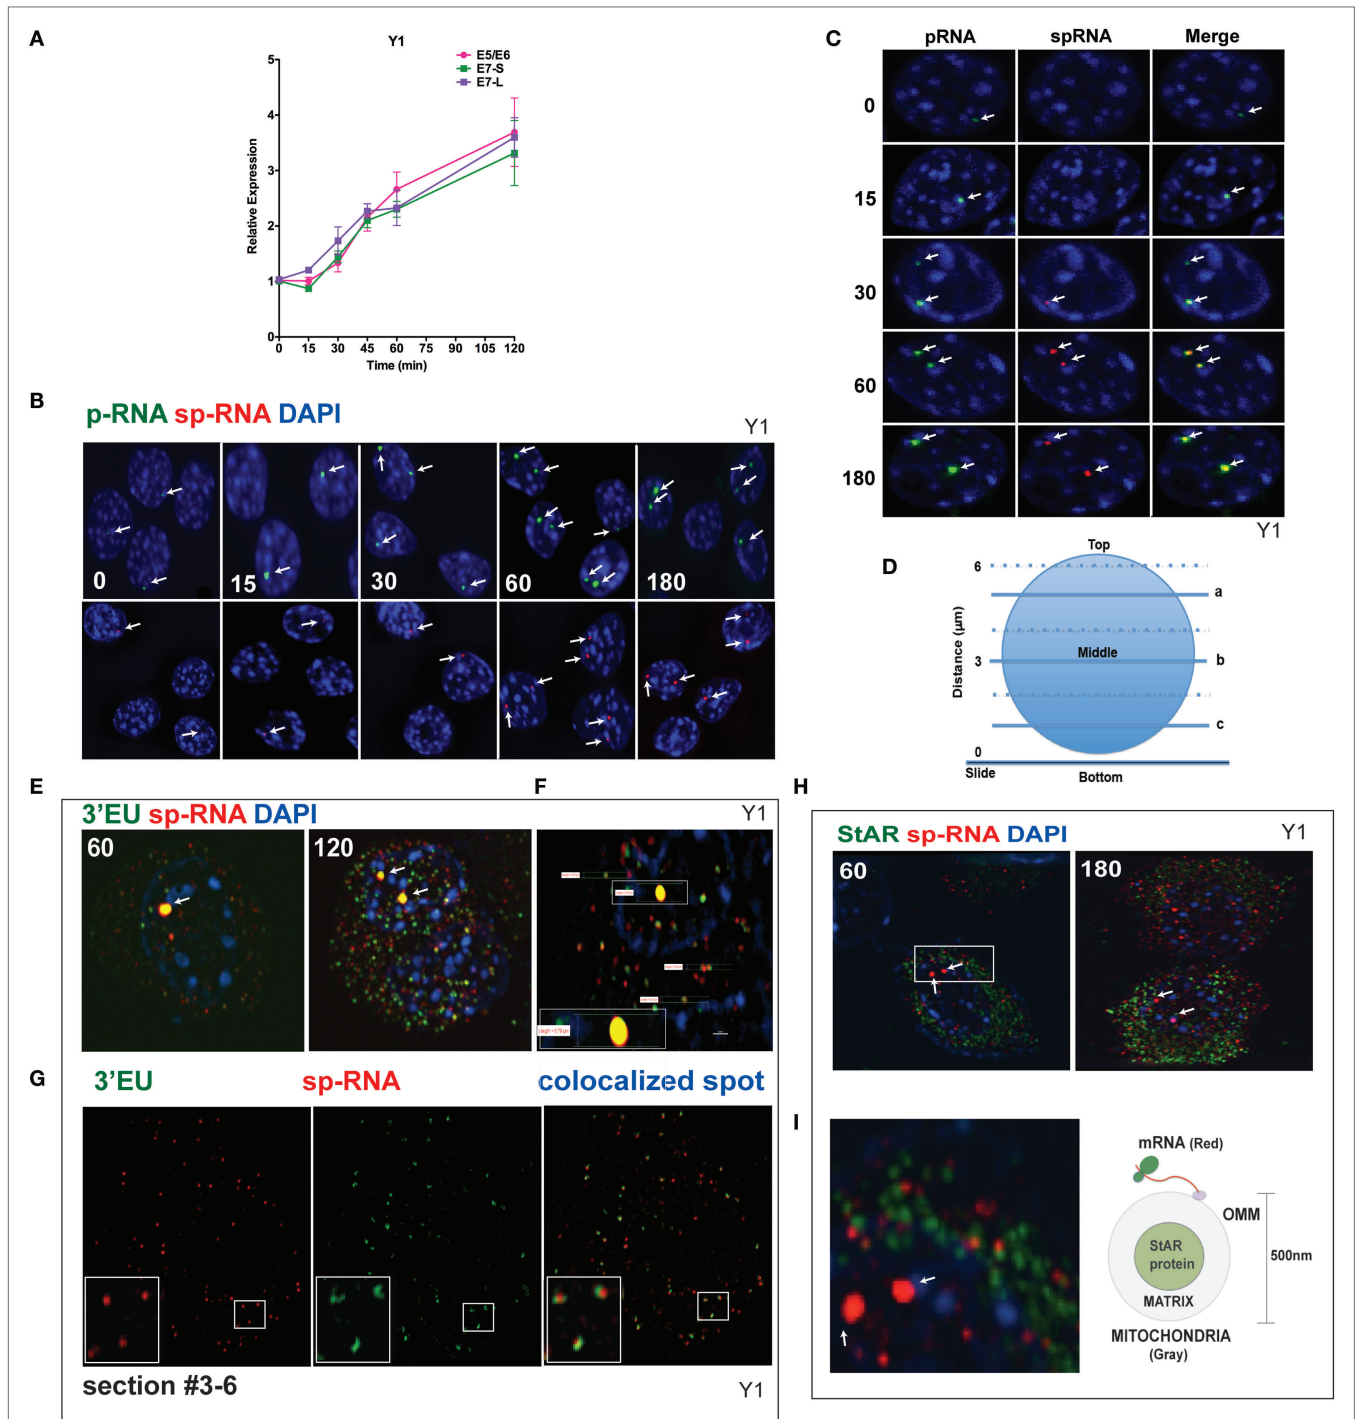 A
Y1
E5/E6
E7-S
E7-L
5
4
3
2
1
0
Relative Expression
0 15 30 45 60 75 90 105 120
Time (min)
B
p-RNA sp-RNA DAPI
Y1
0 15 30 60 180
C
pRNA spRNA Merge
0
15
30
60
180
Y1
D
Top
6
a
Distance (µm)
Middle
3
b
c
0
Slide
Bottom
E
3'EU sp-RNA DAPI
60 120
F
Y1
Length = 0.78 µm
G
3'EU sp-RNA colocalized spot
section #3-6
Y1
H
StAR sp-RNA DAPI
Y1
60 180
I
mRNA (Red)
OMM
StAR
protein
500nm
MATRIX
MITOCHONDRIA
(Gray)